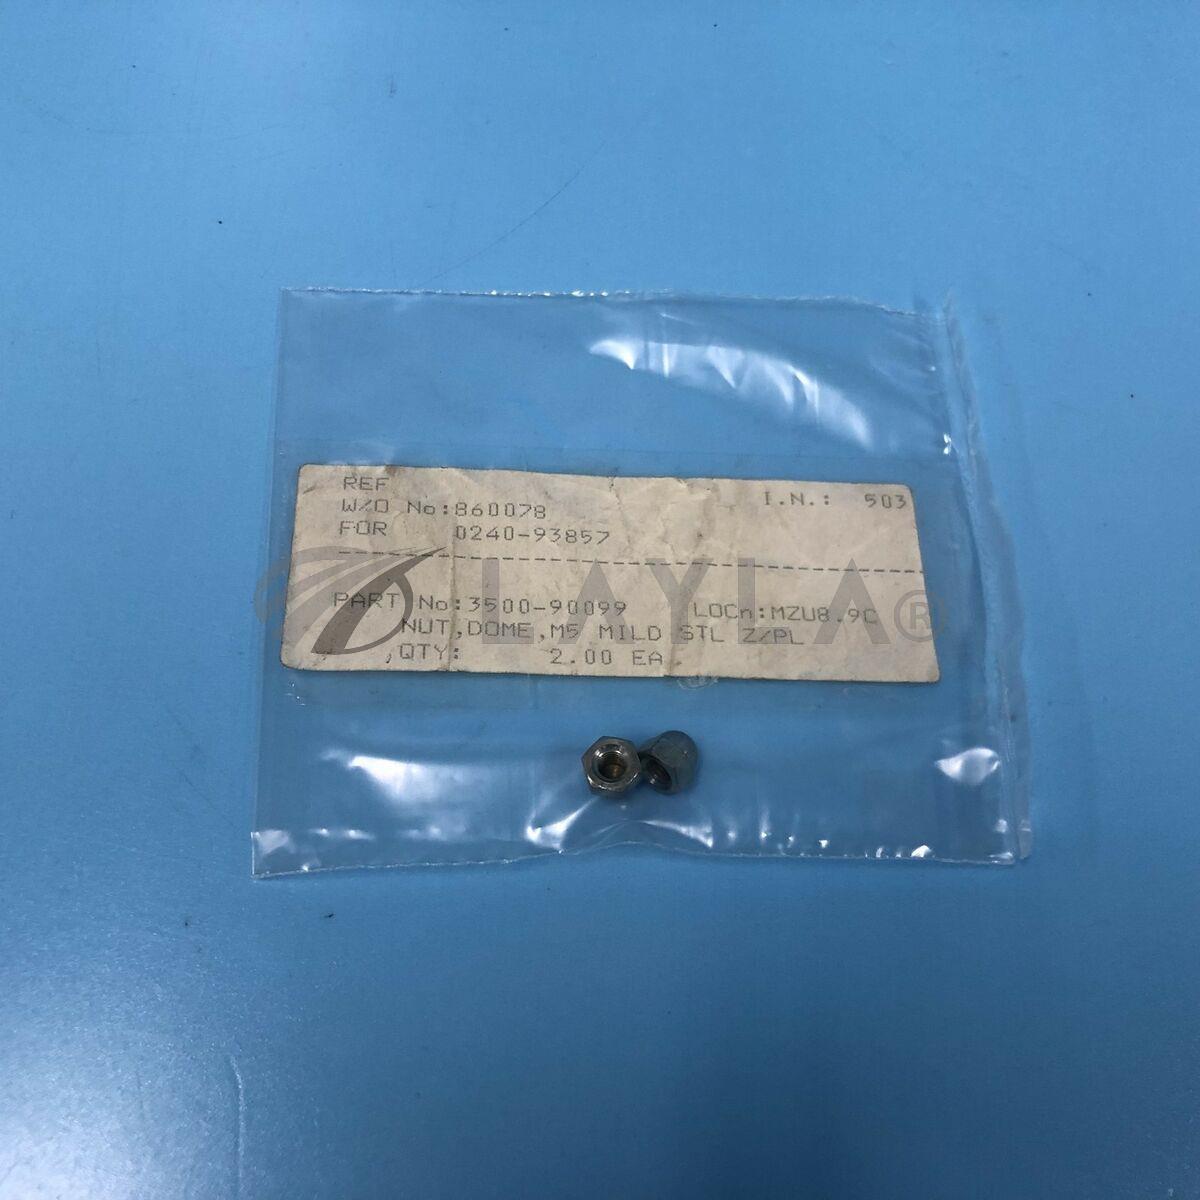 REF
I.N.: 503
W/O No:860078
FOR 0240-93857
LAYLA®
PART No:3500-90099 LOCn:MZU8.9C
NUT,DOME,M5 MILD STL Z/PL
QTY: 2.00 EA